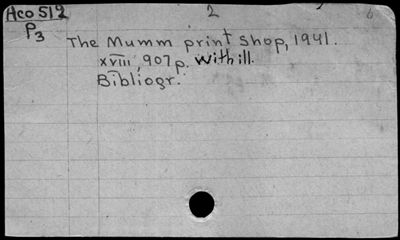 Aco 512 2
P3
The Mumm print shop, 1941.
xviii, 907 p. With ill.
Bibliogr.